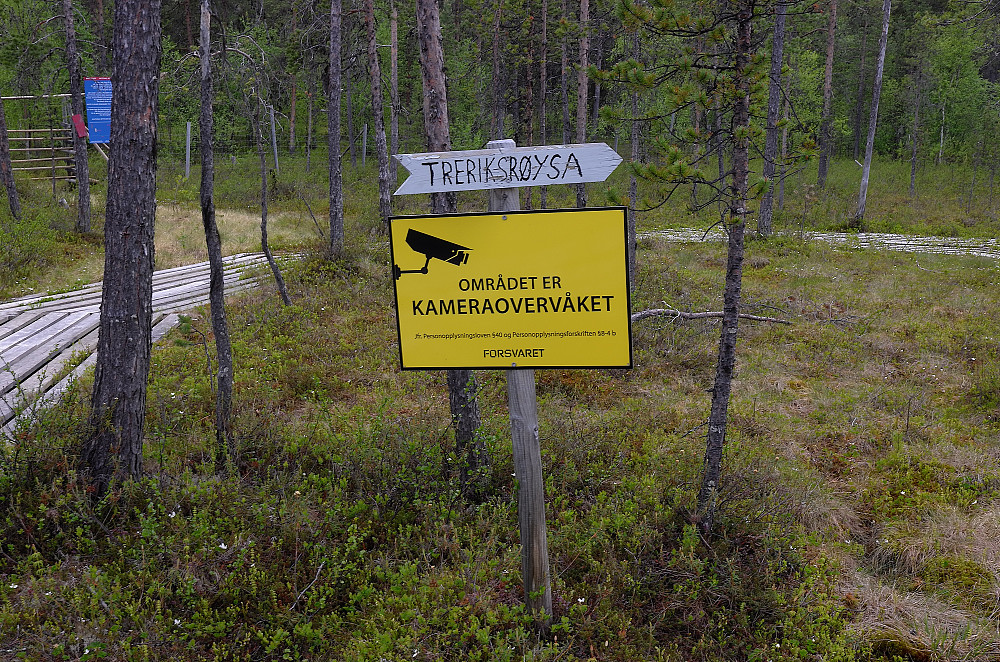 TRERIKSRØYSA
OMRÅDET ER
KAMERAOVERVÅKET
Jfr. Personopplysningsloven §40 og Personopplysningsforskriften §8-4 b
FORSVARET